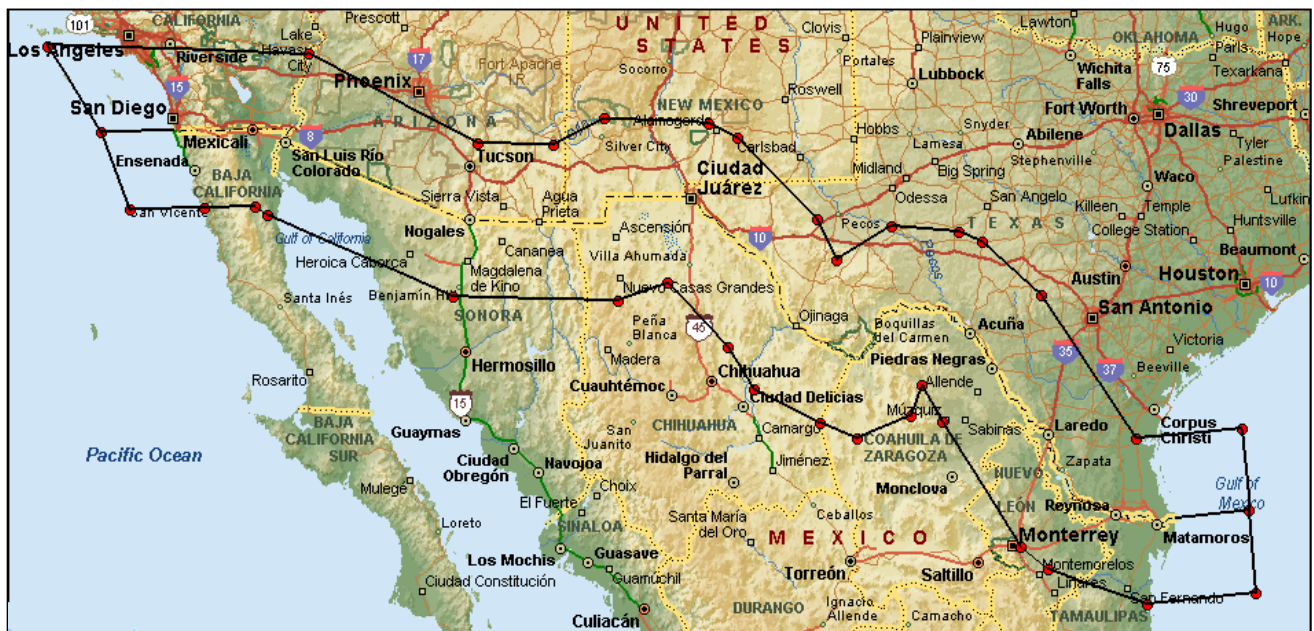 101
CALIFORNIA
Lake
Havasu
City
Prescott
17
UNITED
STATES
Clovis
Plainview
Lawton
Hugo
ARK.
Hope
OKLAHOMA
Paris
Texarkana
Los Angeles
Riverside
Fort Apache
I.R.
Socorro
Portales
Lubbock
Wichita
Falls
75
Phoenix
15
Roswell
30
Shreveport
San Diego
ARIZONA
NEW MEXICO
Alamogordo
Fort Worth
Dallas
8
Mexicali
San Luis Río
Colorado
Tucson
Gila
Silver City
Carlsbad
Hobbs
Lamesa
Snyder
Abilene
Stephenville
Tyler
Palestine
Ensenada
BAJA
CALIFORNIA
Sierra Vista
Agua
Prieta
Ciudad
Juárez
Midland
Big Spring
Waco
San Vicente
Nogales
Ascensión
Odessa
San Angelo
Killeen
Temple
Lufkin
Gulf of California
Cananea
10
Pecos
TEXAS
College Station
Huntsville
Heroica Caborca
Magdalena
de Kino
Villa Ahumada
Pecos
Austin
Beaumont
Benjamín Hill
Nuevo Casas Grandes
Houston
10
Santa Inés
SONORA
Peña
Blanca
45
Ojinaga
Boquillas
del Carmen
Acuña
San Antonio
Hermosillo
Madera
Piedras Negras
35
Victoria
Rosarito
Cuauhtémoc
Chihuahua
Allende
37
Beeville
15
Ciudad Delicias
BAJA
CALIFORNIA
SUR
Guaymas
San
Juanito
CHIHUAHUA
Camargo
Múzquiz
COAHUILA DE
ZARAGOZA
Sabinas
Laredo
Corpus
Christi
Pacific Ocean
Ciudad
Obregón
Navojoa
Hidalgo del
Parral
Jiménez
Monclova
NUEVO
LEÓN
Zapata
Gulf of
Mexico
Mulegé
El Fuerte
Choix
Reynosa
Loreto
SINALOA
Santa María
del Oro
Ceballos
MEXICO
Monterrey
Matamoros
Los Mochis
Guasave
Guamúchil
Torreón
Saltillo
Montemorelos
Linares
San Fernando
Ciudad Constitución
Culiacán
DURANGO
Ignacio
Allende
Camacho
TAMAULIPAS